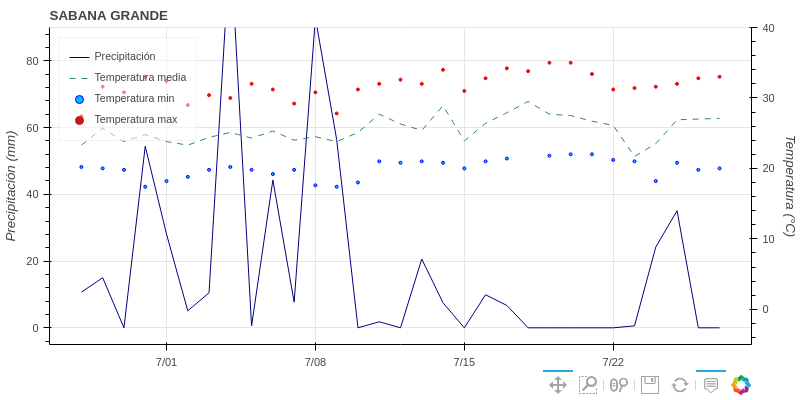 SABANA GRANDE
Precipitación
Temperatura media
Temperatura min
Temperatura max
Precipitación (mm)
80
60
40
20
0
Temperatura (°C)
40
30
20
10
0
7/01
7/08
7/15
7/22